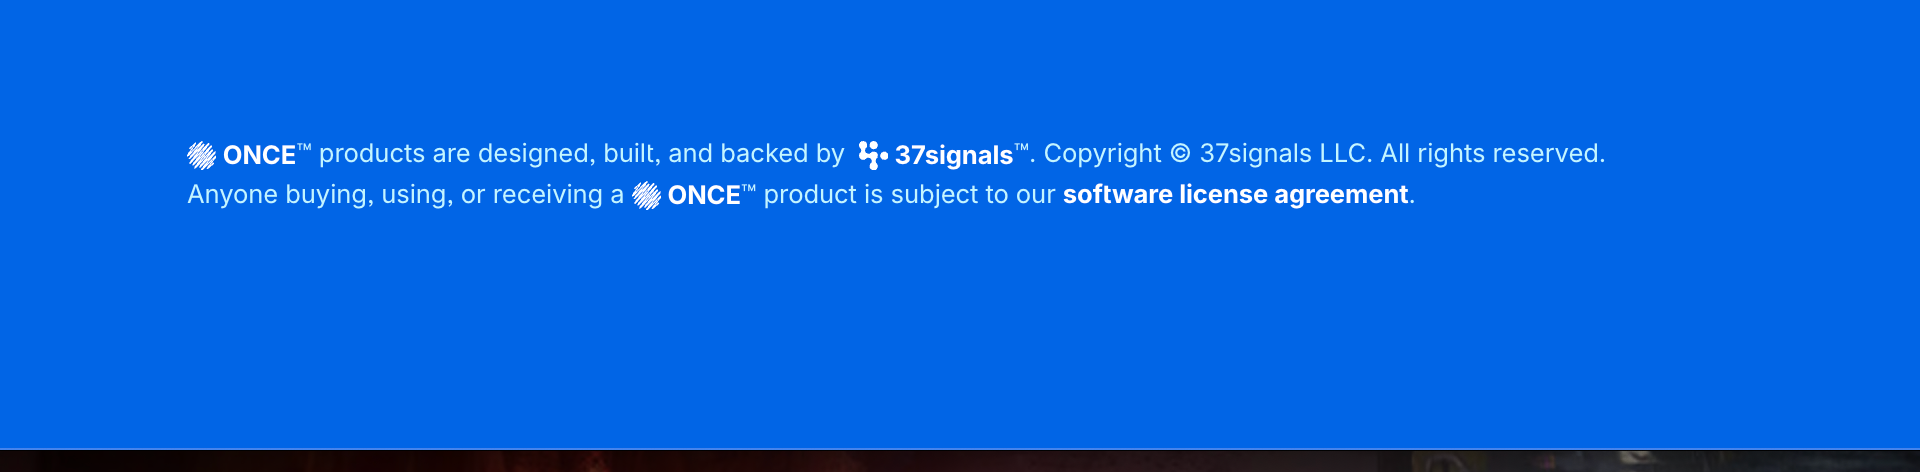 ONCE™ products are designed, built, and backed by 37signals™. Copyright © 37signals LLC. All rights reserved.
Anyone buying, using, or receiving a ONCE™ product is subject to our software license agreement.